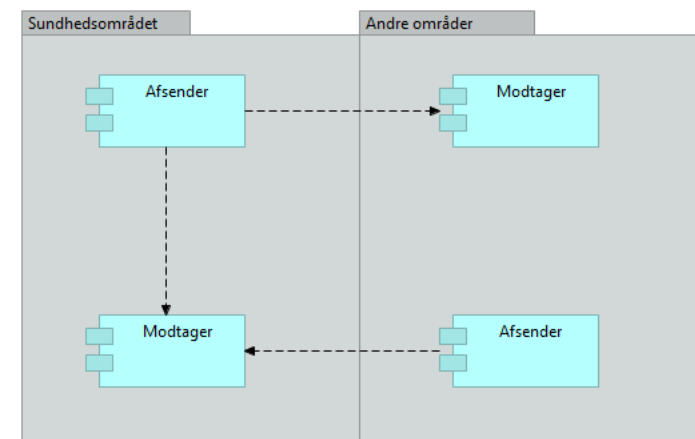 Sundhedsområdet
Andre områder
Afsender
Modtager
Modtager
Afsender